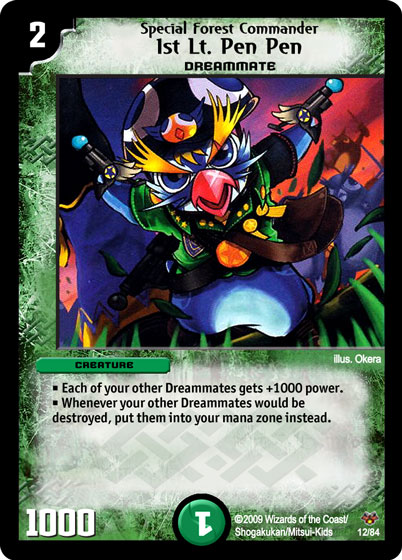 2
Special Forest Commander
1st Lt. Pen Pen
DREAMMATE
illus. Okera
CREATURE
▪ Each of your other Dreammates gets +1000 power.
▪ Whenever your other Dreammates would be
destroyed, put them into your mana zone instead.
1000
1
©2009 Wizards of the Coast/
Shogakukan/Mitsui-Kids
12/84